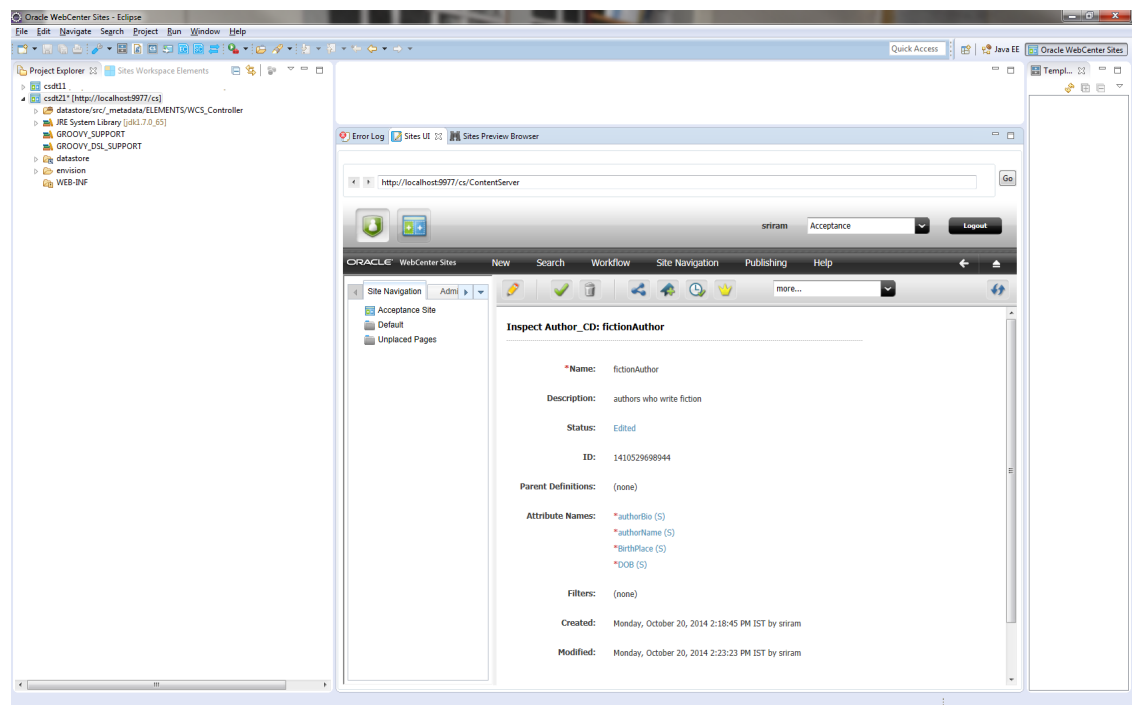 Oracle WebCenter Sites - Eclipse
File Edit Navigate Search Project Run Window Help
Quick Access Java EE Oracle WebCenter Sites
Project Explorer Sites Workspace Elements
csdt11
csdt21* [http://localhost:9977/cs]
datastore/src/_metadata/ELEMENTS/WCS_Controller
JRE System Library [jdk1.7.0_65]
GROOVY_SUPPORT
GROOVY_DSL_SUPPORT
datastore
envision
WEB-INF
Templ...
Error Log Sites UI Sites Preview Browser
http://localhost:9977/cs/ContentServer Go
sriram Acceptance Logout
ORACLE WebCenter Sites New Search Workflow Site Navigation Publishing Help
Site Navigation Admi
more...
Acceptance Site
Default
Unplaced Pages
Inspect Author_CD: fictionAuthor
*Name: fictionAuthor
Description: authors who write fiction
Status: Edited
ID: 1410529698944
Parent Definitions: (none)
Attribute Names: *authorBio (S)
*authorName (S)
*BirthPlace (S)
*DOB (S)
Filters: (none)
Created: Monday, October 20, 2014 2:18:45 PM IST by sriram
Modified: Monday, October 20, 2014 2:23:23 PM IST by sriram